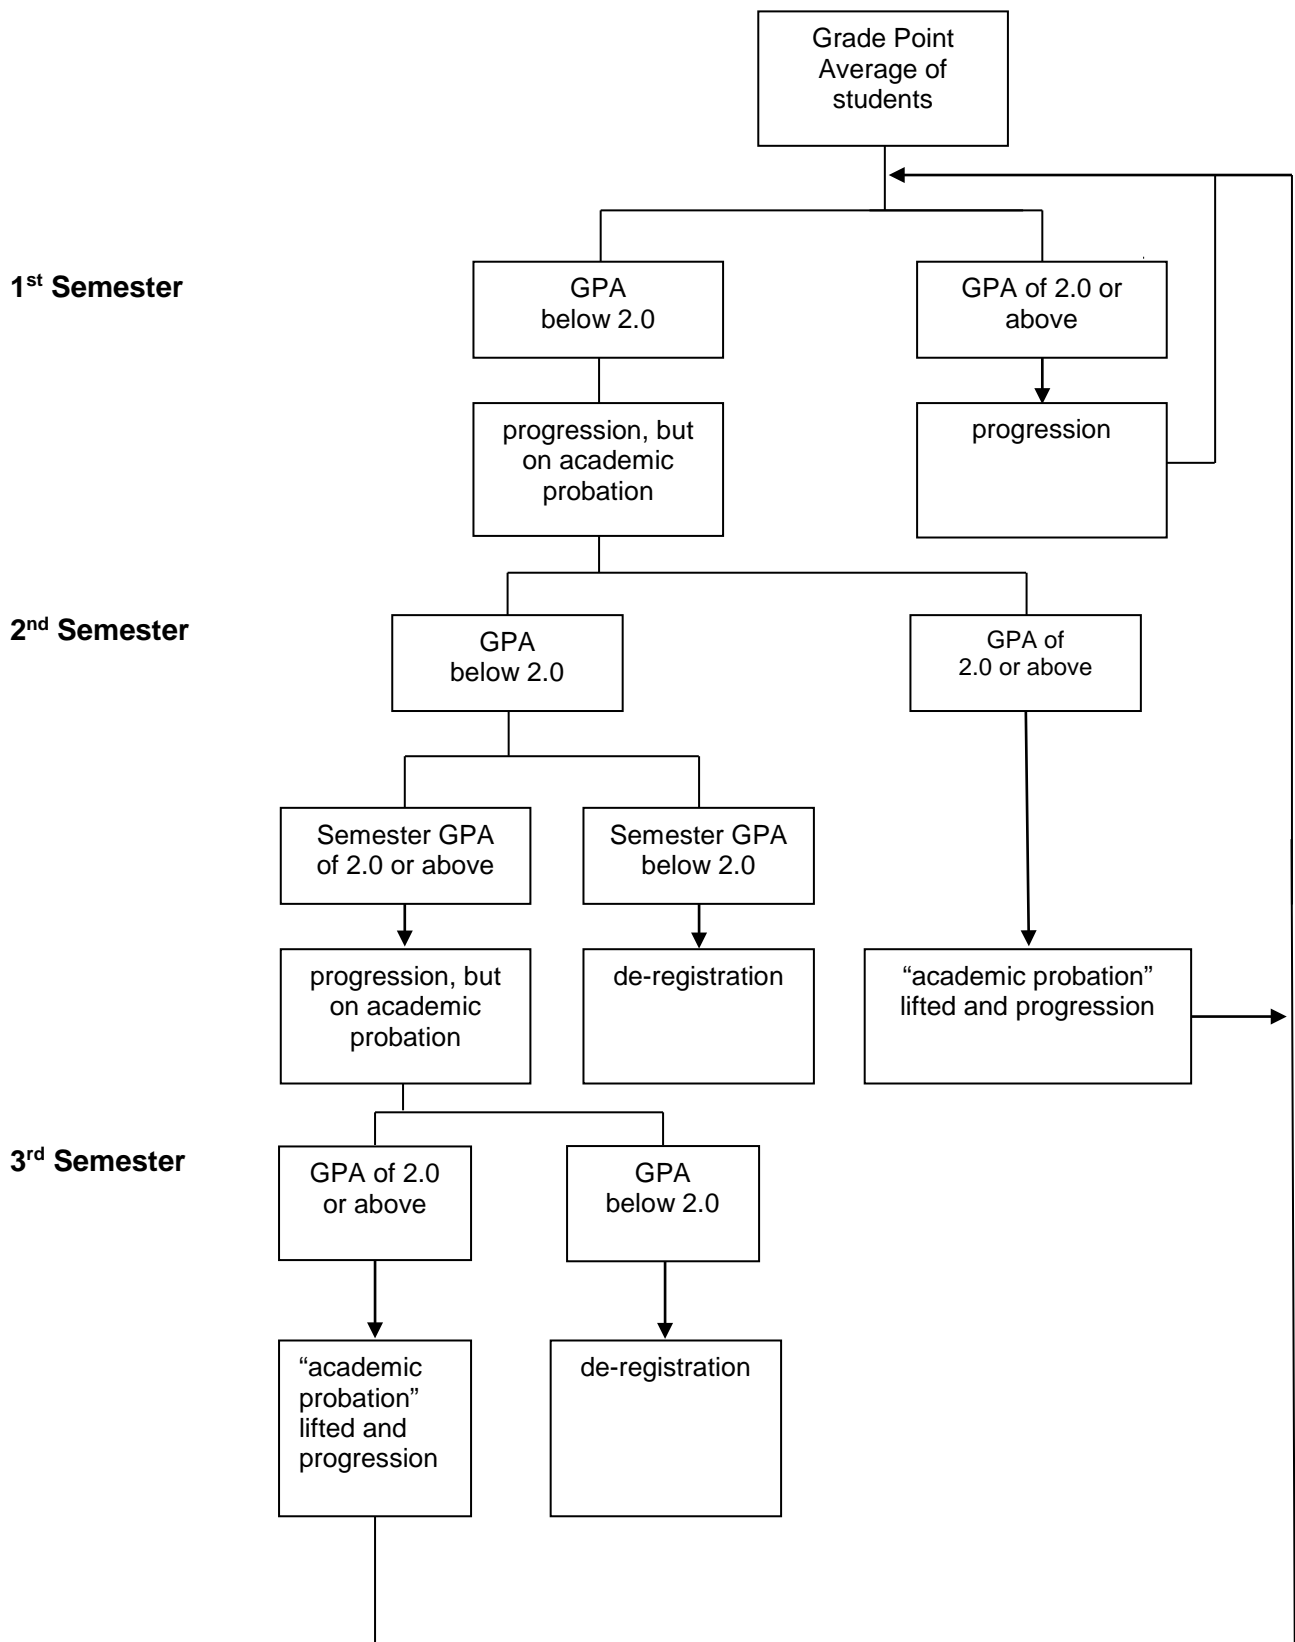 Grade Point
Average of
students
1st Semester
GPA
below 2.0
GPA of 2.0 or
above
progression, but
on academic
probation
progression
2nd Semester
GPA
below 2.0
GPA of
2.0 or above
Semester GPA
of 2.0 or above
Semester GPA
below 2.0
progression, but
on academic
probation
de-registration
“academic probation”
lifted and progression
3rd Semester
GPA of 2.0
or above
GPA
below 2.0
“academic
probation”
lifted and
progression
de-registration